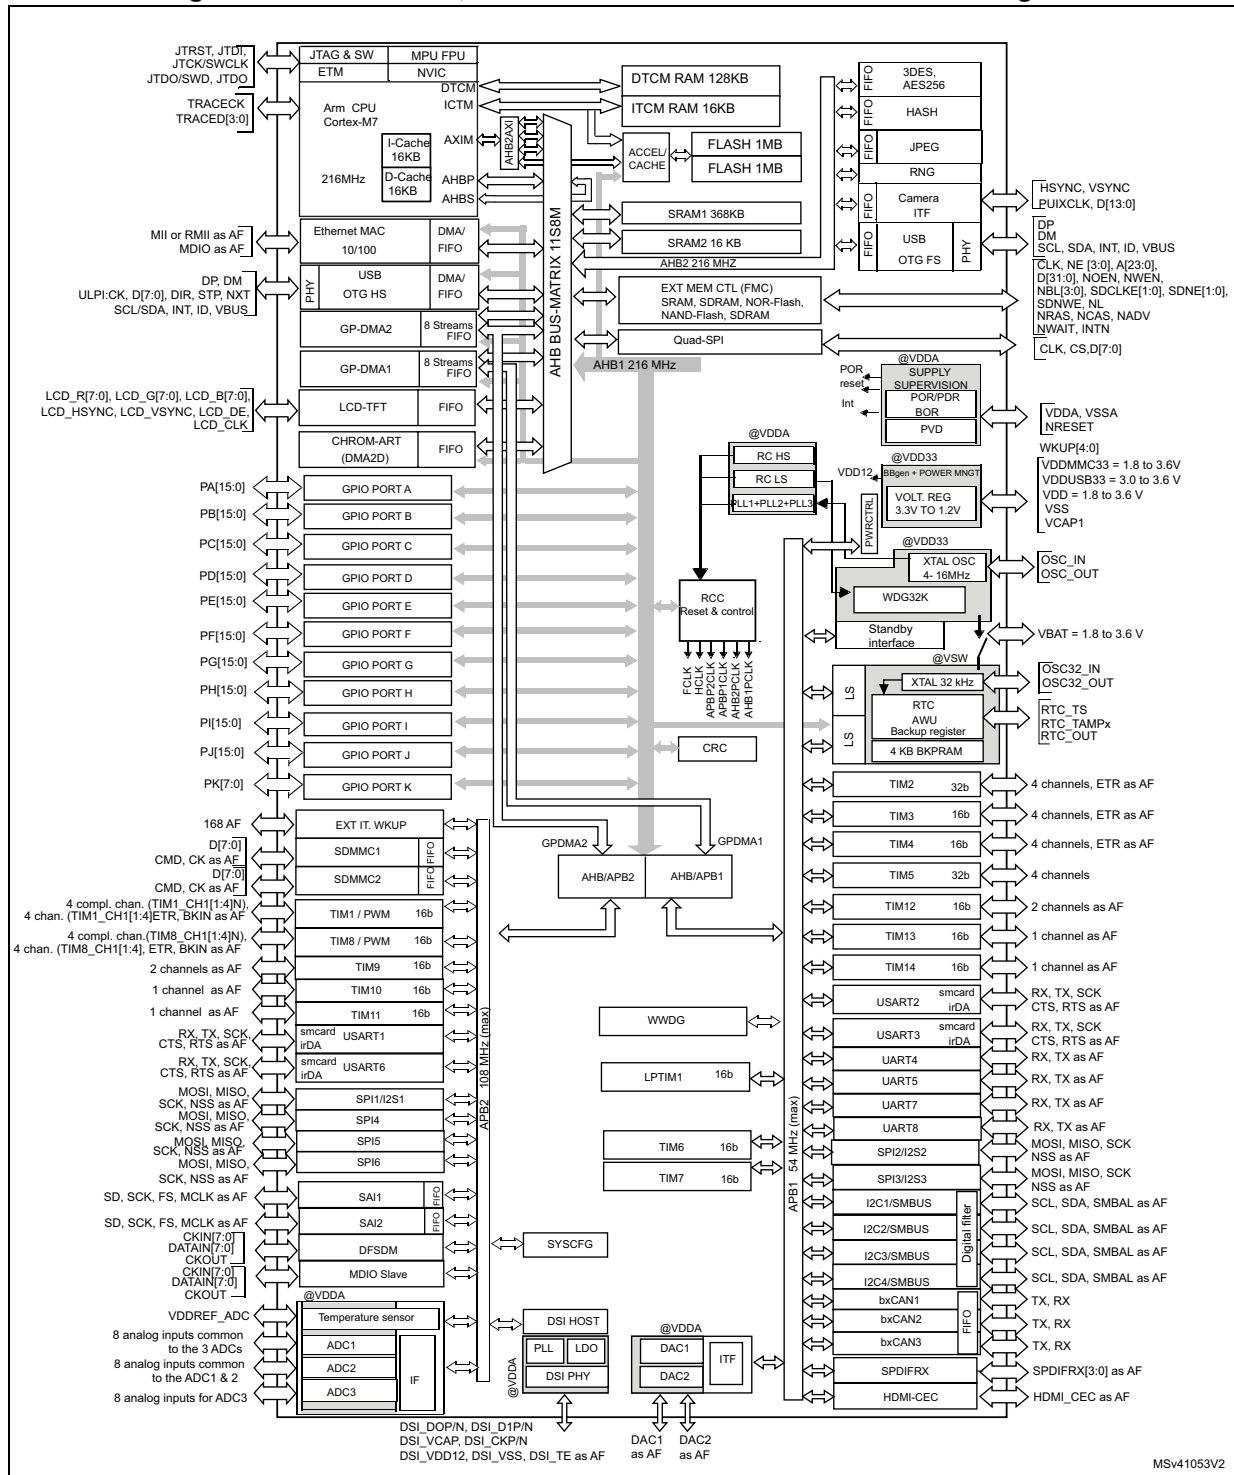 JTRST, JTDI,
JTCK/SWCLK
JTDO/SWD, JTDO
TRACECK
TRACED[3:0]
JTAG & SW
MPU FPU
ETM
NVIC
DTCM
ICTM
Arm CPU
Cortex-M7
AXIM
I-Cache
16KB
D-Cache
16KB
216MHz
AHBP
AHBS
AHB2AXI
AHB BUS-MATRIX 11S8M
DTCM RAM 128KB
ITCM RAM 16KB
ACCEL/
CACHE
FLASH 1MB
FLASH 1MB
SRAM1 368KB
SRAM2 16 KB
AHB2 216 MHZ
EXT MEM CTL (FMC)
SRAM, SDRAM, NOR-Flash,
NAND-Flash, SDRAM
Quad-SPI
AHB1 216 MHz
FIFO
3DES,
AES256
FIFO
HASH
FIFO
JPEG
RNG
FIFO
Camera
ITF
FIFO
USB
OTG FS
PHY
HSYNC, VSYNC
PUIXCLK, D[13:0]
DP
DM
SCL, SDA, INT, ID, VBUS
CLK, NE [3:0], A[23:0],
D[31:0], NOEN, NWEN,
NBL[3:0], SDCLKE[1:0], SDNE[1:0],
SDNWE, NL
NRAS, NCAS, NADV
NWAIT, INTN
CLK, CS,D[7:0]
MII or RMII as AF
MDIO as AF
Ethernet MAC
10/100
DMA/
FIFO
DP, DM
ULPI:CK, D[7:0], DIR, STP, NXT
SCL/SDA, INT, ID, VBUS
PHY
USB
OTG HS
DMA/
FIFO
GP-DMA2
8 Streams
FIFO
GP-DMA1
8 Streams
FIFO
LCD_R[7:0], LCD_G[7:0], LCD_B[7:0],
LCD_HSYNC, LCD_VSYNC, LCD_DE,
LCD_CLK
LCD-TFT
FIFO
CHROM-ART
(DMA2D)
FIFO
@VDDA
POR
reset
Int
SUPPLY
SUPERVISION
POR/PDR
BOR
PVD
VDDA, VSSA
NRESET
WKUP[4:0]
@VDD33
VDD12
BBgen + POWER MNGT
VOLT. REG
3.3V TO 1.2V
VDDMMC33 = 1.8 to 3.6V
VDDUSB33 = 3.0 to 3.6 V
VDD = 1.8 to 3.6 V
VSS
VCAP1
@VDDA
RC HS
RC LS
PLL1+PLL2+PLL3
PWRCTRL
@VDD33
XTAL OSC
4- 16MHz
WDG32K
OSC_IN
OSC_OUT
Standby
interface
VBAT = 1.8 to 3.6 V
@VSW
LS
LS
XTAL 32 kHz
RTC
AWU
Backup register
4 KB BKPRAM
OSC32_IN
OSC32_OUT
RTC_TS
RTC_TAMPx
RTC_OUT
RCC
Reset & control
FCLK
HCLK
APBP2CLK
APBP1CLK
AHB2PCLK
AHB1PCLK
CRC
PA[15:0]
GPIO PORT A
PB[15:0]
GPIO PORT B
PC[15:0]
GPIO PORT C
PD[15:0]
GPIO PORT D
PE[15:0]
GPIO PORT E
PF[15:0]
GPIO PORT F
PG[15:0]
GPIO PORT G
PH[15:0]
GPIO PORT H
PI[15:0]
GPIO PORT I
PJ[15:0]
GPIO PORT J
PK[7:0]
GPIO PORT K
168 AF
EXT IT. WKUP
D[7:0]
CMD, CK as AF
SDMMC1
FIFO
D[7:0]
CMD, CK as AF
SDMMC2
FIFO
4 compl. chan. (TIM1_CH1[1:4]N),
4 chan. (TIM1_CH1[1:4]ETR, BKIN as AF
TIM1 / PWM
16b
4 compl. chan.(TIM8_CH1[1:4]N),
4 chan. (TIM8_CH1[1:4], ETR, BKIN as AF
TIM8 / PWM
16b
2 channels as AF
TIM9
16b
1 channel as AF
TIM10
16b
1 channel as AF
TIM11
16b
RX, TX, SCK,
CTS, RTS as AF
smcard
irDA
USART1
RX, TX, SCK,
CTS, RTS as AF
smcard
irDA
USART6
MOSI, MISO,
SCK, NSS as AF
SPI1/I2S1
MOSI, MISO,
SCK, NSS as AF
SPI4
MOSI, MISO,
SCK, NSS as AF
SPI5
MOSI, MISO,
SCK, NSS as AF
SPI6
SD, SCK, FS, MCLK as AF
SAI1
FIFO
SD, SCK, FS, MCLK as AF
SAI2
FIFO
CKIN[7:0]
DATAIN[7:0]
CKOUT
DFSDM
CKIN[7:0]
DATAIN[7:0]
CKOUT
MDIO Slave
@VDDA
VDDREF_ADC
Temperature sensor
8 analog inputs common
to the 3 ADCs
ADC1
8 analog inputs common
to the ADC1 & 2
ADC2
8 analog inputs for ADC3
ADC3
IF
APB2 108 MHz (max)
GPDMA2
GPDMA1
AHB/APB2
AHB/APB1
WWDG
LPTIM1
16b
TIM6
16b
TIM7
16b
SYSCFG
DSI HOST
@VDDA
PLL
LDO
DSI PHY
DSI_DOP/N, DSI_D1P/N
DSI_VCAP, DSI_CKP/N
DSI_VDD12, DSI_VSS, DSI_TE as AF
@VDDA
DAC1
DAC2
ITF
DAC1
as AF
DAC2
as AF
APB1 54 MHz (max)
TIM2
32b
4 channels, ETR as AF
TIM3
16b
4 channels, ETR as AF
TIM4
16b
4 channels, ETR as AF
TIM5
32b
4 channels
TIM12
16b
2 channels as AF
TIM13
16b
1 channel as AF
TIM14
16b
1 channel as AF
USART2
smcard
irDA
RX, TX, SCK
CTS, RTS as AF
USART3
smcard
irDA
RX, TX, SCK
CTS, RTS as AF
UART4
RX, TX as AF
UART5
RX, TX as AF
UART7
RX, TX as AF
UART8
RX, TX as AF
SPI2/I2S2
MOSI, MISO, SCK
NSS as AF
SPI3/I2S3
MOSI, MISO, SCK
NSS as AF
I2C1/SMBUS
SCL, SDA, SMBAL as AF
I2C2/SMBUS
SCL, SDA, SMBAL as AF
I2C3/SMBUS
SCL, SDA, SMBAL as AF
I2C4/SMBUS
SCL, SDA, SMBAL as AF
Digital filter
bxCAN1
TX, RX
bxCAN2
TX, RX
bxCAN3
TX, RX
FIFO
SPDIFRX
SPDIFRX[3:0] as AF
HDMI-CEC
HDMI_CEC as AF
MSv41053V2